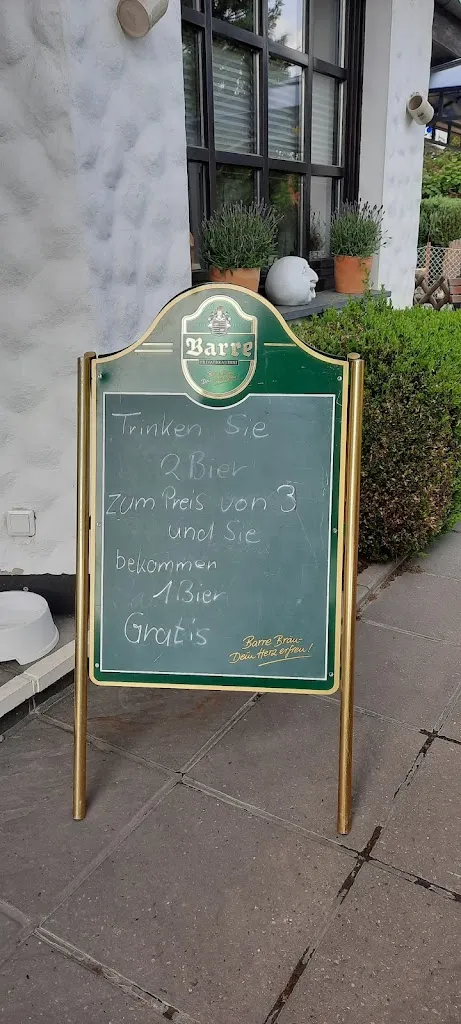 Barre
PRIVATBRAUEREI
Trinken Sie
2 Bier
zum Preis von 3
und Sie
bekommen
1 Bier
Gratis
Barre Bräu-
Dein Herz erfreu!